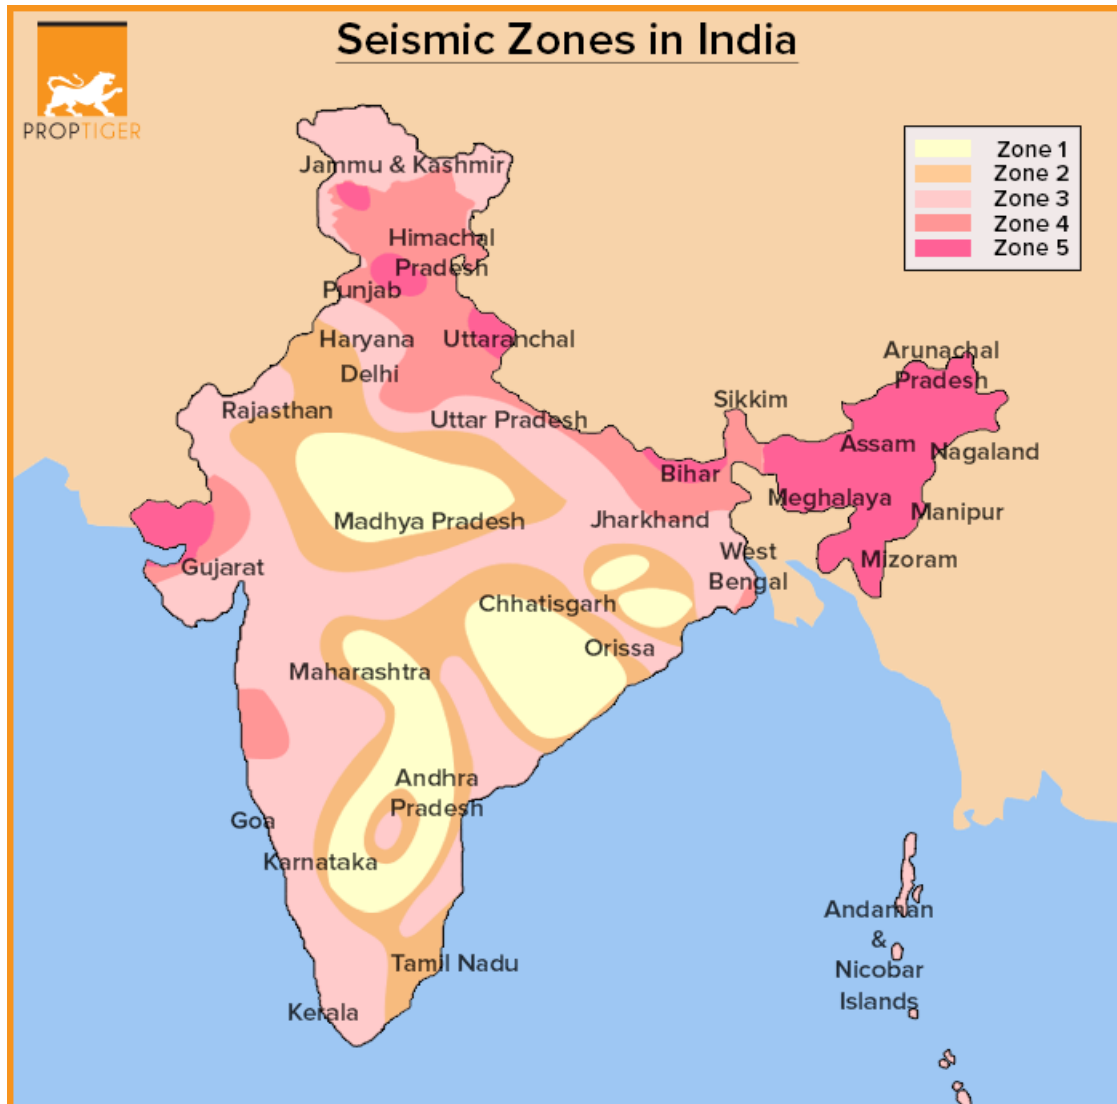 Seismic Zones in India
PROPTIGER
Zone 1
Zone 2
Zone 3
Zone 4
Zone 5
Jammu & Kashmir
Himachal
Pradesh
Punjab
Haryana
Uttaranchal
Delhi
Arunachal
Pradesh
Sikkim
Rajasthan
Uttar Pradesh
Assam
Nagaland
Bihar
Meghalaya
Manipur
Madhya Pradesh
Jharkhand
West
Bengal
Mizoram
Gujarat
Chhatisgarh
Orissa
Maharashtra
Andhra
Pradesh
Goa
Karnataka
Andaman
&
Nicobar
Islands
Tamil Nadu
Kerala